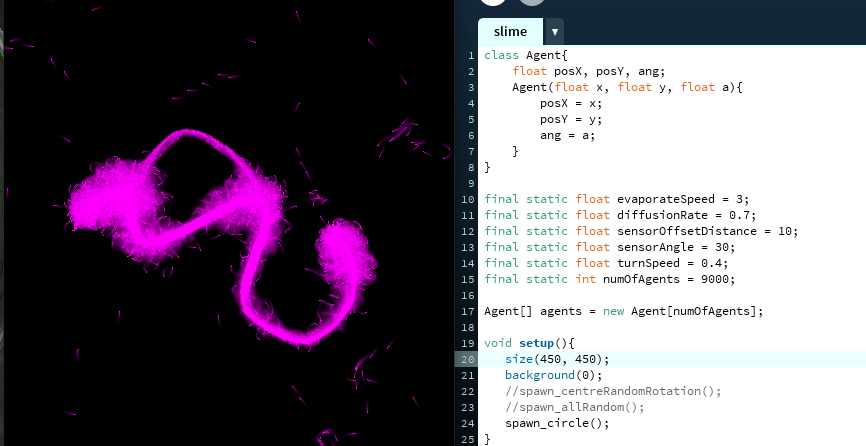 slime ▼
1 class Agent{
2 float posX, posY, ang;
3 Agent(float x, float y, float a){
4 posX = x;
5 posY = y;
6 ang = a;
7 }
8 }
9
10 final static float evaporateSpeed = 3;
11 final static float diffusionRate = 0.7;
12 final static float sensorOffsetDistance = 10;
13 final static float sensorAngle = 30;
14 final static float turnSpeed = 0.4;
15 final static int numOfAgents = 9000;
16
17 Agent[] agents = new Agent[numOfAgents];
18
19 void setup(){
20 size(450, 450);
21 background(0);
22 //spawn_centreRandomRotation();
23 //spawn_allRandom();
24 spawn_circle();
25 }